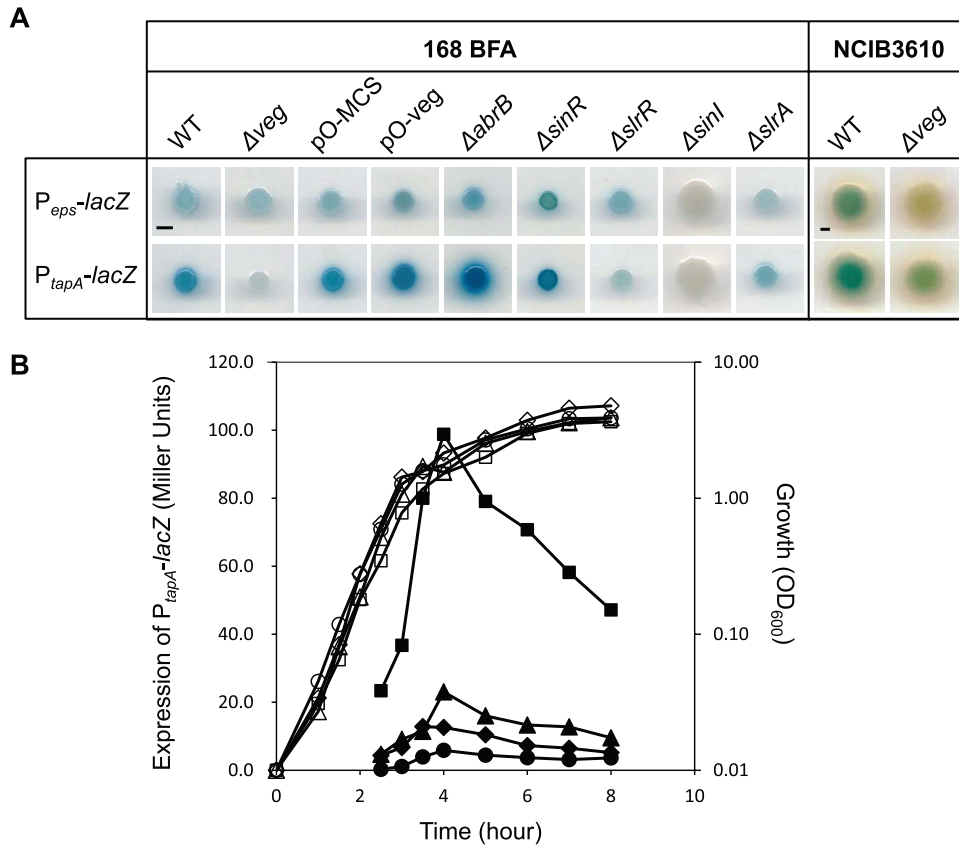 A
168 BFA NCIB3610
WT Δveg pO-MCS pO-veg ΔabrB ΔsinR ΔslrR ΔsinI ΔslrA WT Δveg
Peps-lacZ
PtapA-lacZ
B
Expression of PtapA-lacZ (Miller Units)
120.0
100.0
80.0
60.0
40.0
20.0
0.0
0 2 4 6 8 10
Time (hour)
10.00
1.00
0.10
0.01
Growth (OD600)